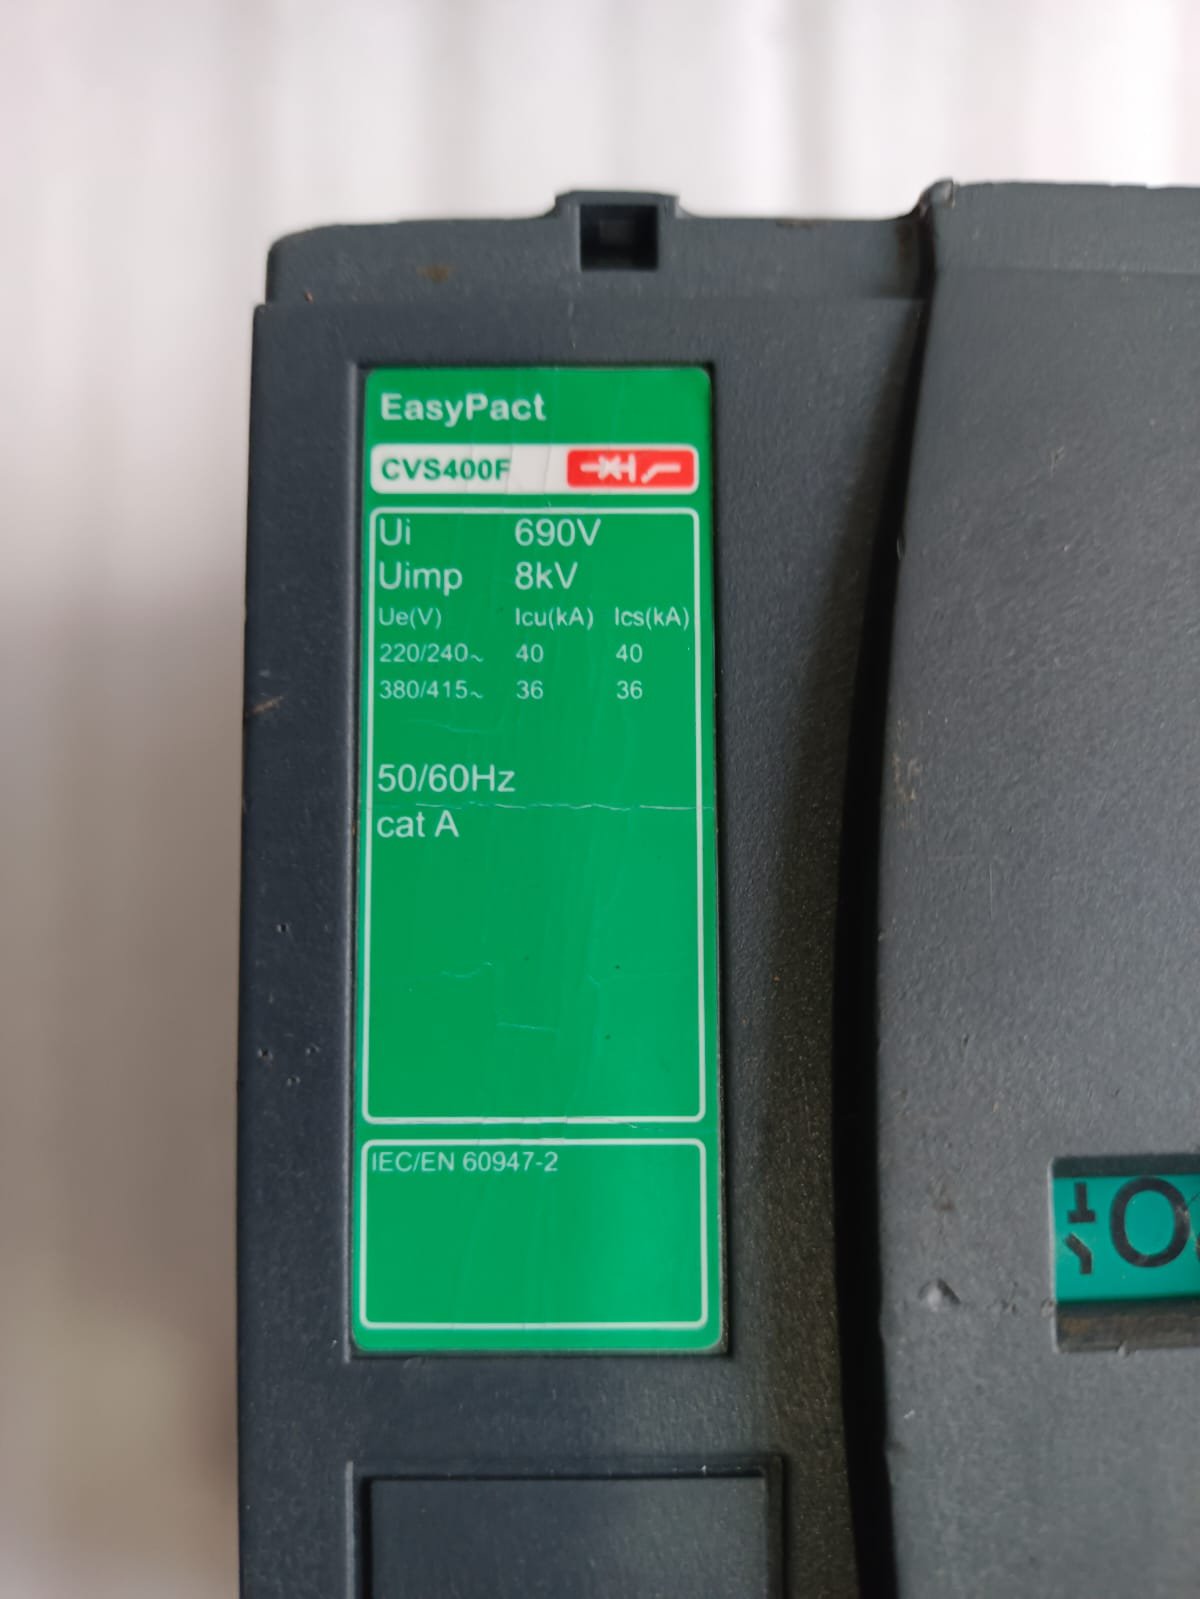 EasyPact
CVS400F
Ui 690V
Uimp 8kV
Ue(V) Icu(kA) Ics(kA)
220/240~ 40 40
380/415~ 36 36
50/60Hz
cat A
IEC/EN 60947-2
O